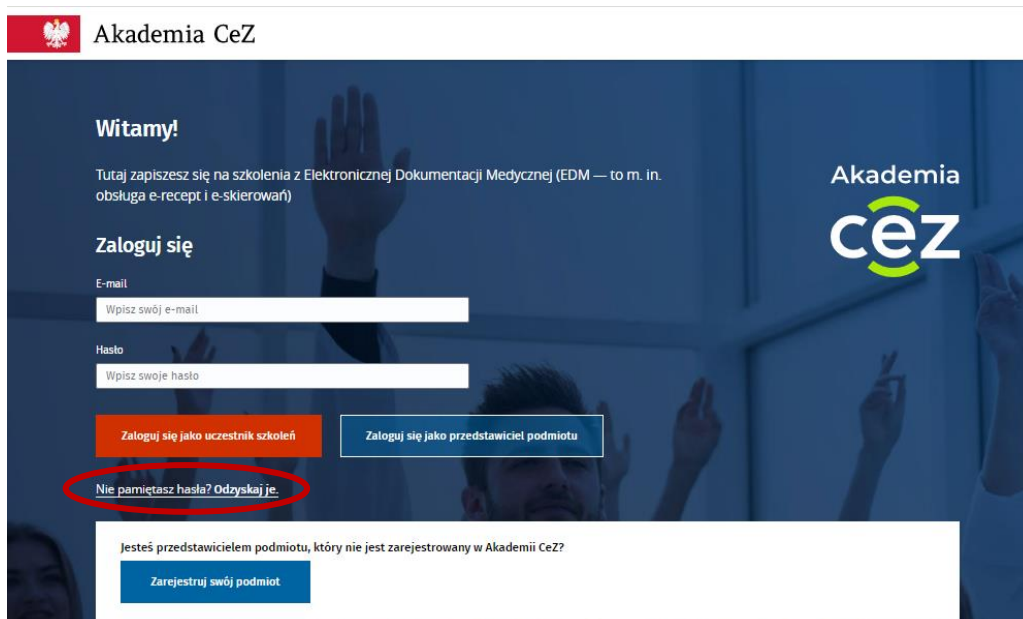 Akademia CeZ
Witamy!
Tutaj zapiszesz się na szkolenia z Elektronicznej Dokumentacji Medycznej (EDM — to m. in.
obsługa e-recept i e-skierowań)
Akademia
cez
Zaloguj się
E-mail
Wpisz swój e-mail
Hasło
Wpisz swoje hasło
Zaloguj się jako uczestnik szkoleń
Zaloguj się jako przedstawiciel podmiotu
Nie pamiętasz hasła? Odzyskaj je.
Jesteś przedstawicielem podmiotu, który nie jest zarejestrowany w Akademii CeZ?
Zarejestruj swój podmiot